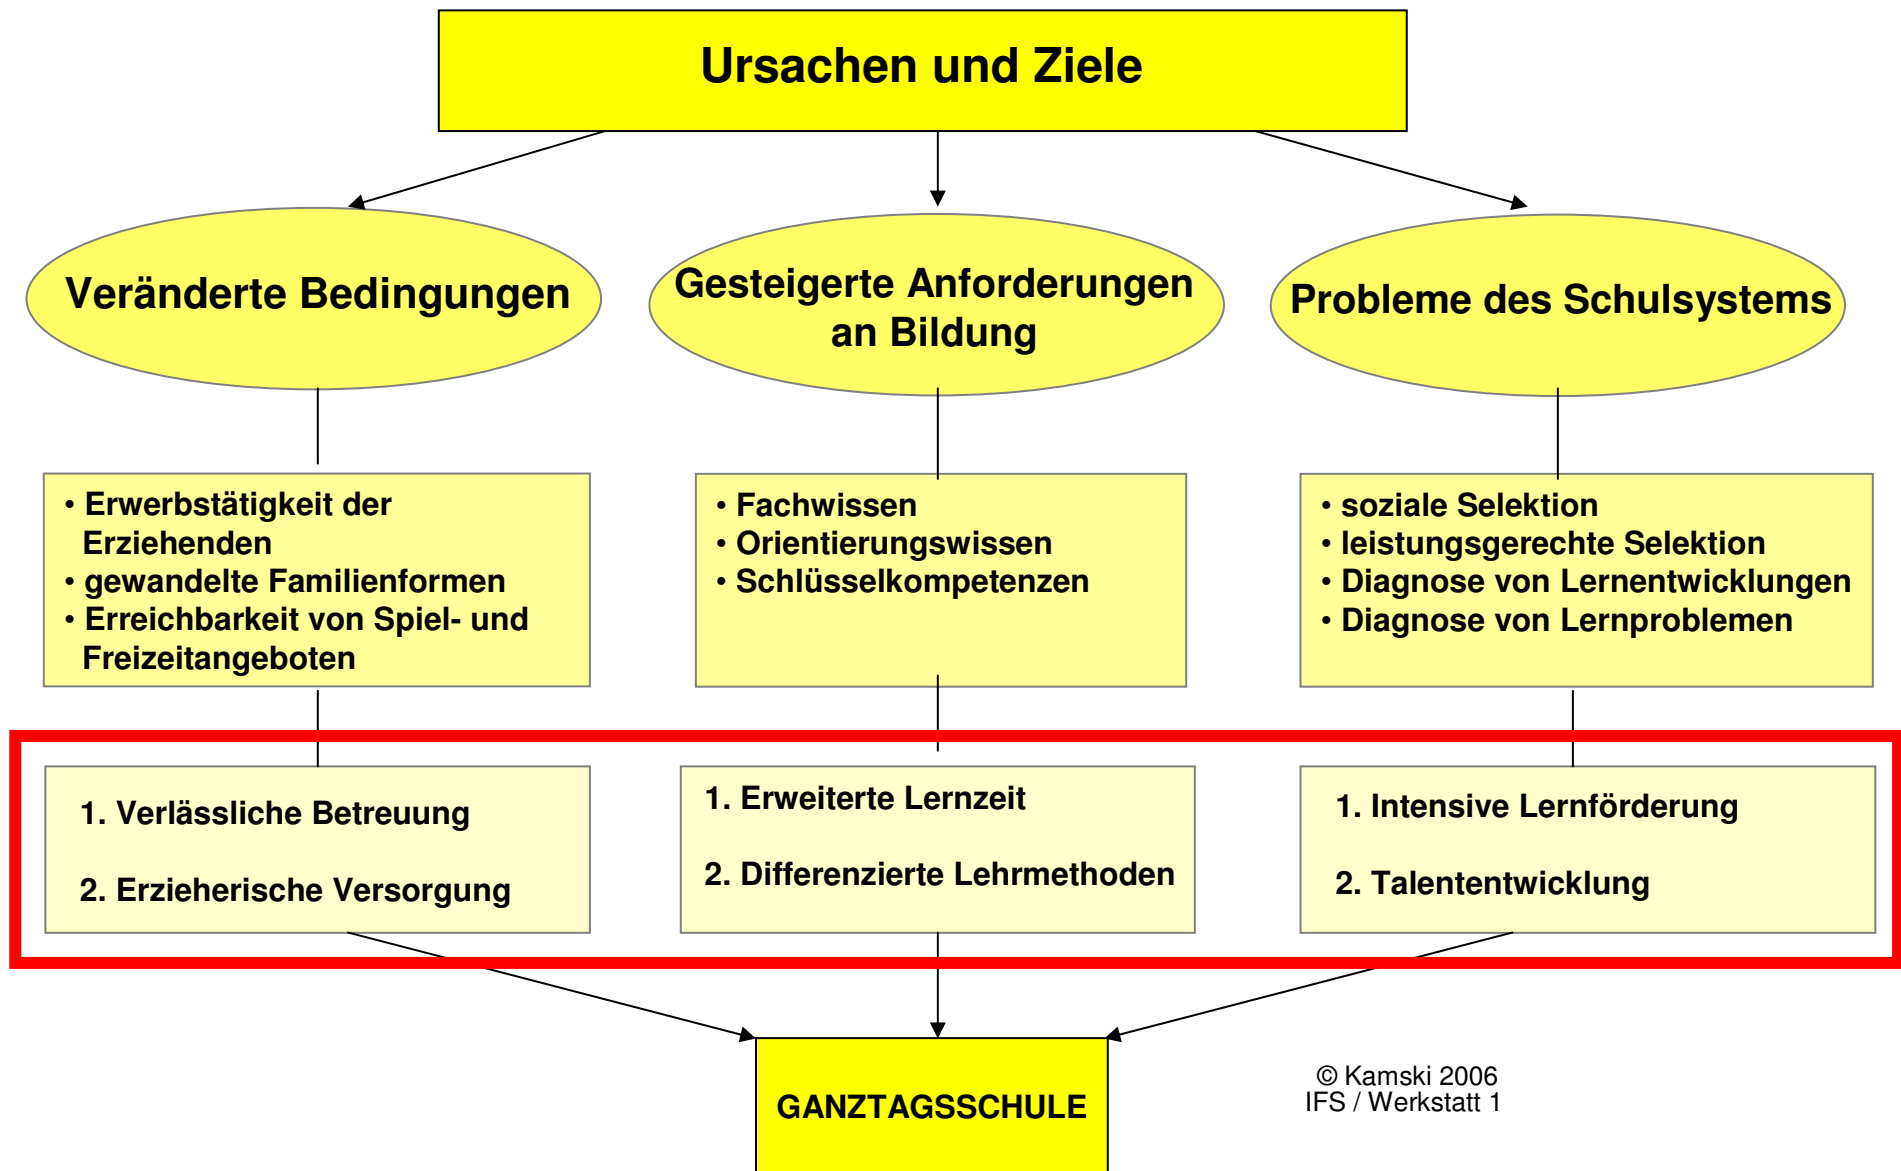 Ursachen und Ziele
Veränderte Bedingungen
Gesteigerte Anforderungen
an Bildung
Probleme des Schulsystems
• Erwerbstätigkeit der
Erziehenden
• gewandelte Familienformen
• Erreichbarkeit von Spiel- und
Freizeitangeboten
• Fachwissen
• Orientierungswissen
• Schlüsselkompetenzen
• soziale Selektion
• leistungsgerechte Selektion
• Diagnose von Lernentwicklungen
• Diagnose von Lernproblemen
1. Verlässliche Betreuung
2. Erzieherische Versorgung
1. Erweiterte Lernzeit
2. Differenzierte Lehrmethoden
1. Intensive Lernförderung
2. Talententwicklung
GANZTAGSSCHULE
© Kamski 2006
IFS / Werkstatt 1